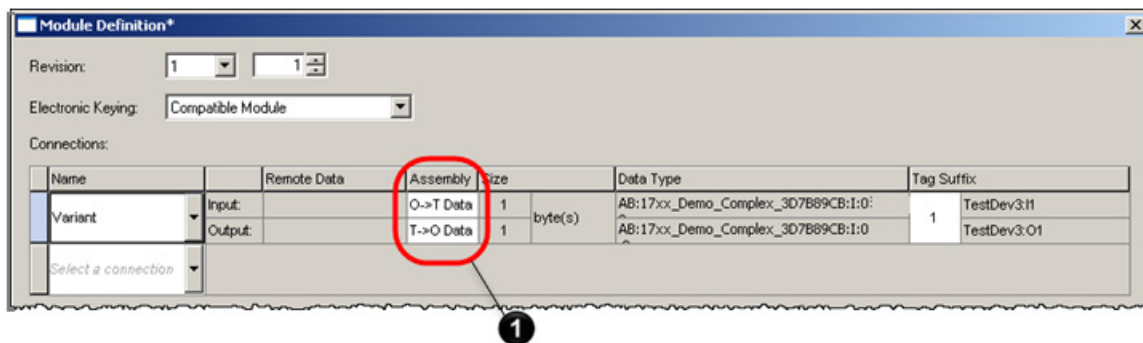 Module Definition*
Revision: 1 1
Electronic Keying: Compatible Module
Connections:
Name Remote Data Assembly Size Data Type Tag Suffix
Variant Input: O->T Data 1 byte(s) AB:17xx_Demo_Complex_3D7B89CB:I:0 1 TestDev3:I1
Output: T->O Data 1 AB:17xx_Demo_Complex_3D7B89CB:I:0 TestDev3:O1
Select a connection
1